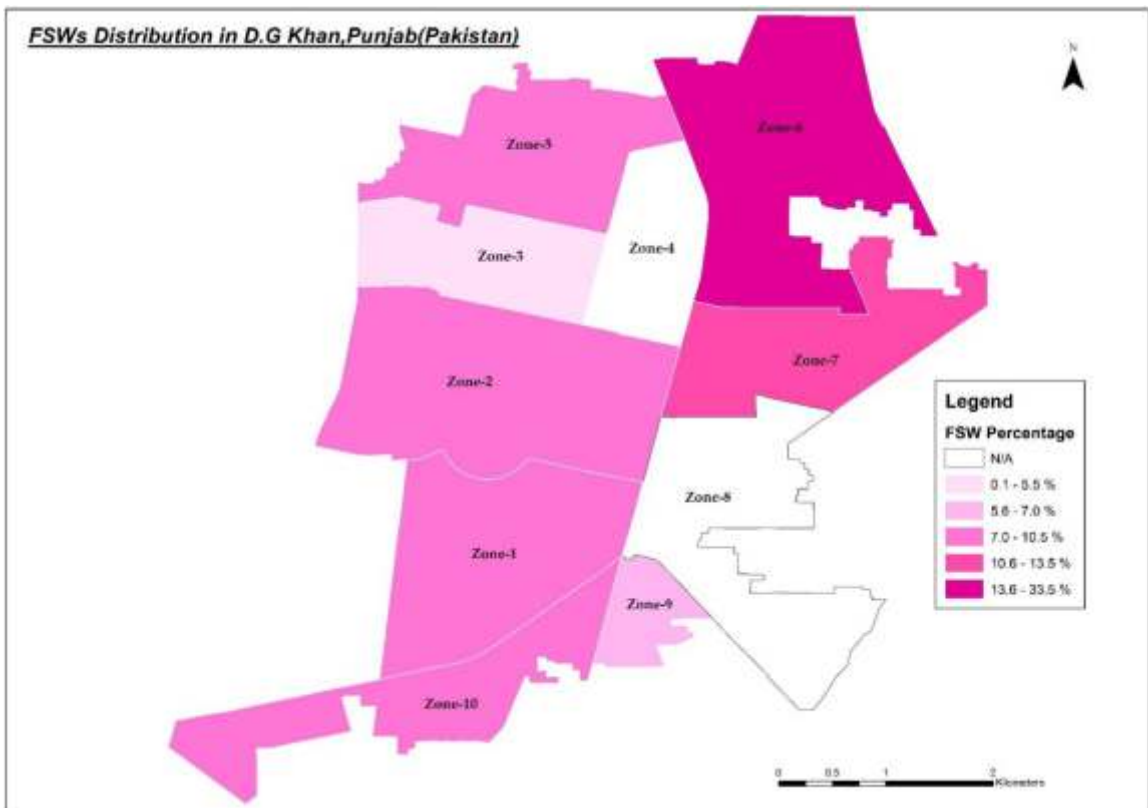 FSWs Distribution in D.G Khan,Punjab(Pakistan)
N
Zone-6
Zone-5
Zone-4
Zone-3
Zone-7
Zone-2
Legend
FSW Percentage
N/A
0.1 - 5.5 %
5.6 - 7.0 %
7.0 - 10.5 %
10.6 - 13.5 %
13.6 - 33.5 %
Zone-8
Zone-1
Zone-9
Zone-10
0 0.5 1 2
Kilometers